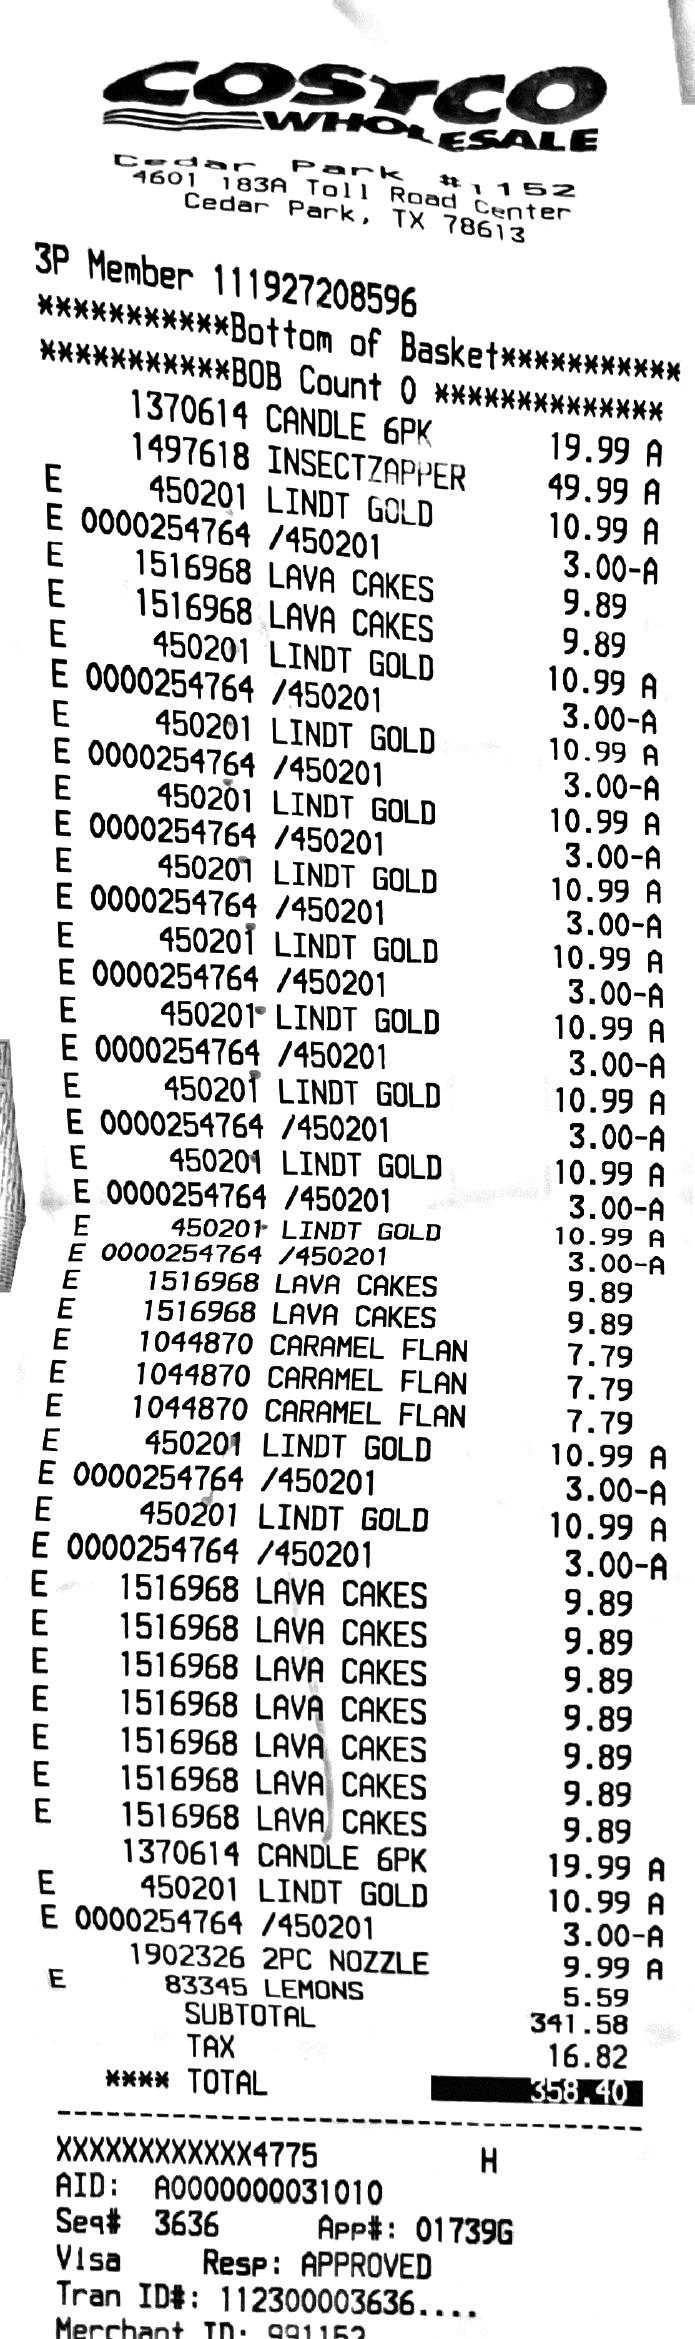 COSTCO
WHOLESALE
Cedar Park #1152
4601 183A Toll Road Center
Cedar Park, TX 78613
3P Member 111927208596
***********Bottom of Basket***********
***********BOB Count 0 **************
1370614 CANDLE 6PK 19.99 A
1497618 INSECTZAPPER 49.99 A
E 450201 LINDT GOLD 10.99 A
E 0000254764 /450201 3.00-A
E 1516968 LAVA CAKES 9.89
E 1516968 LAVA CAKES 9.89
E 450201 LINDT GOLD 10.99 A
E 0000254764 /450201 3.00-A
E 450201 LINDT GOLD 10.99 A
E 0000254764 /450201 3.00-A
E 450201 LINDT GOLD 10.99 A
E 0000254764 /450201 3.00-A
E 450201 LINDT GOLD 10.99 A
E 0000254764 /450201 3.00-A
E 450201 LINDT GOLD 10.99 A
E 0000254764 /450201 3.00-A
E 450201 LINDT GOLD 10.99 A
E 0000254764 /450201 3.00-A
E 450201 LINDT GOLD 10.99 A
E 0000254764 /450201 3.00-A
E 450201 LINDT GOLD 10.99 A
E 0000254764 /450201 3.00-A
E 450201 LINDT GOLD 10.99 A
E 0000254764 /450201 3.00-A
E 1516968 LAVA CAKES 9.89
E 1516968 LAVA CAKES 9.89
E 1044870 CARAMEL FLAN 7.79
E 1044870 CARAMEL FLAN 7.79
E 1044870 CARAMEL FLAN 7.79
E 450201 LINDT GOLD 10.99 A
E 0000254764 /450201 3.00-A
E 450201 LINDT GOLD 10.99 A
E 0000254764 /450201 3.00-A
E 1516968 LAVA CAKES 9.89
E 1516968 LAVA CAKES 9.89
E 1516968 LAVA CAKES 9.89
E 1516968 LAVA CAKES 9.89
E 1516968 LAVA CAKES 9.89
E 1516968 LAVA CAKES 9.89
E 1516968 LAVA CAKES 9.89
1370614 CANDLE 6PK 19.99 A
E 450201 LINDT GOLD 10.99 A
E 0000254764 /450201 3.00-A
1902326 2PC NOZZLE 9.99 A
E 83345 LEMONS 5.59
SUBTOTAL 341.58
TAX 16.82
**** TOTAL 358.40
XXXXXXXXXXXX4775 H
AID: A0000000031010
Seq# 3636 App#: 01739G
Visa Resp: APPROVED
Tran ID#: 112300003636....
Merchant ID: 991152